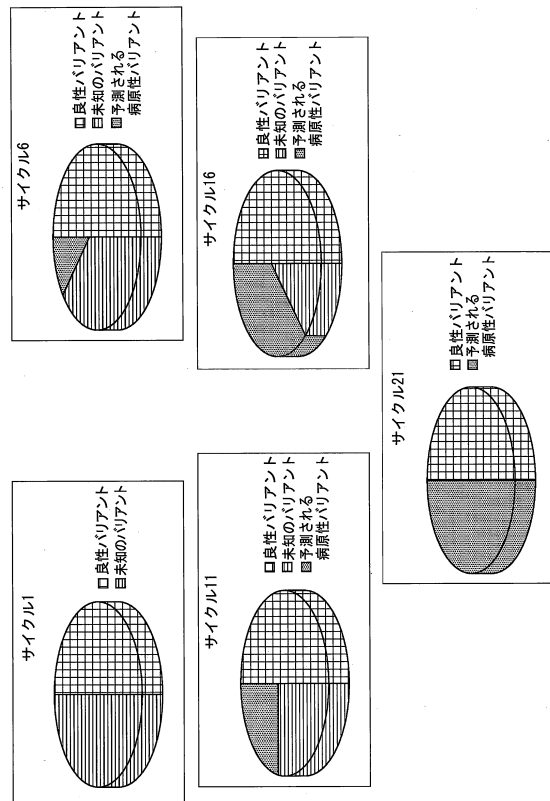 サイクル1
良性バリアント
未知のバリアント
サイクル6
良性バリアント
未知のバリアント
予測される
病原性バリアント
サイクル11
良性バリアント
未知のバリアント
予測される
病原性バリアント
サイクル16
良性バリアント
未知のバリアント
予測される
病原性バリアント
サイクル21
良性バリアント
予測される
病原性バリアント